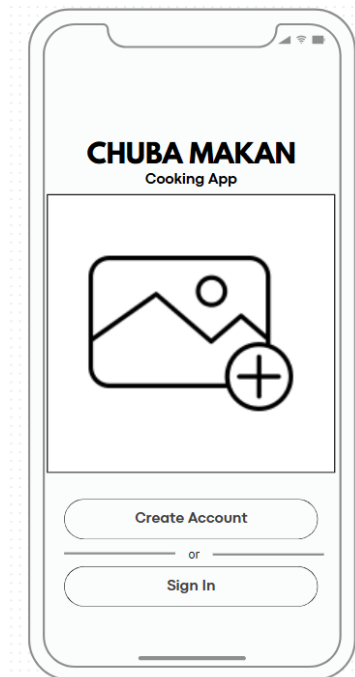 CHUBA MAKAN
Cooking App
Create Account
or
Sign In